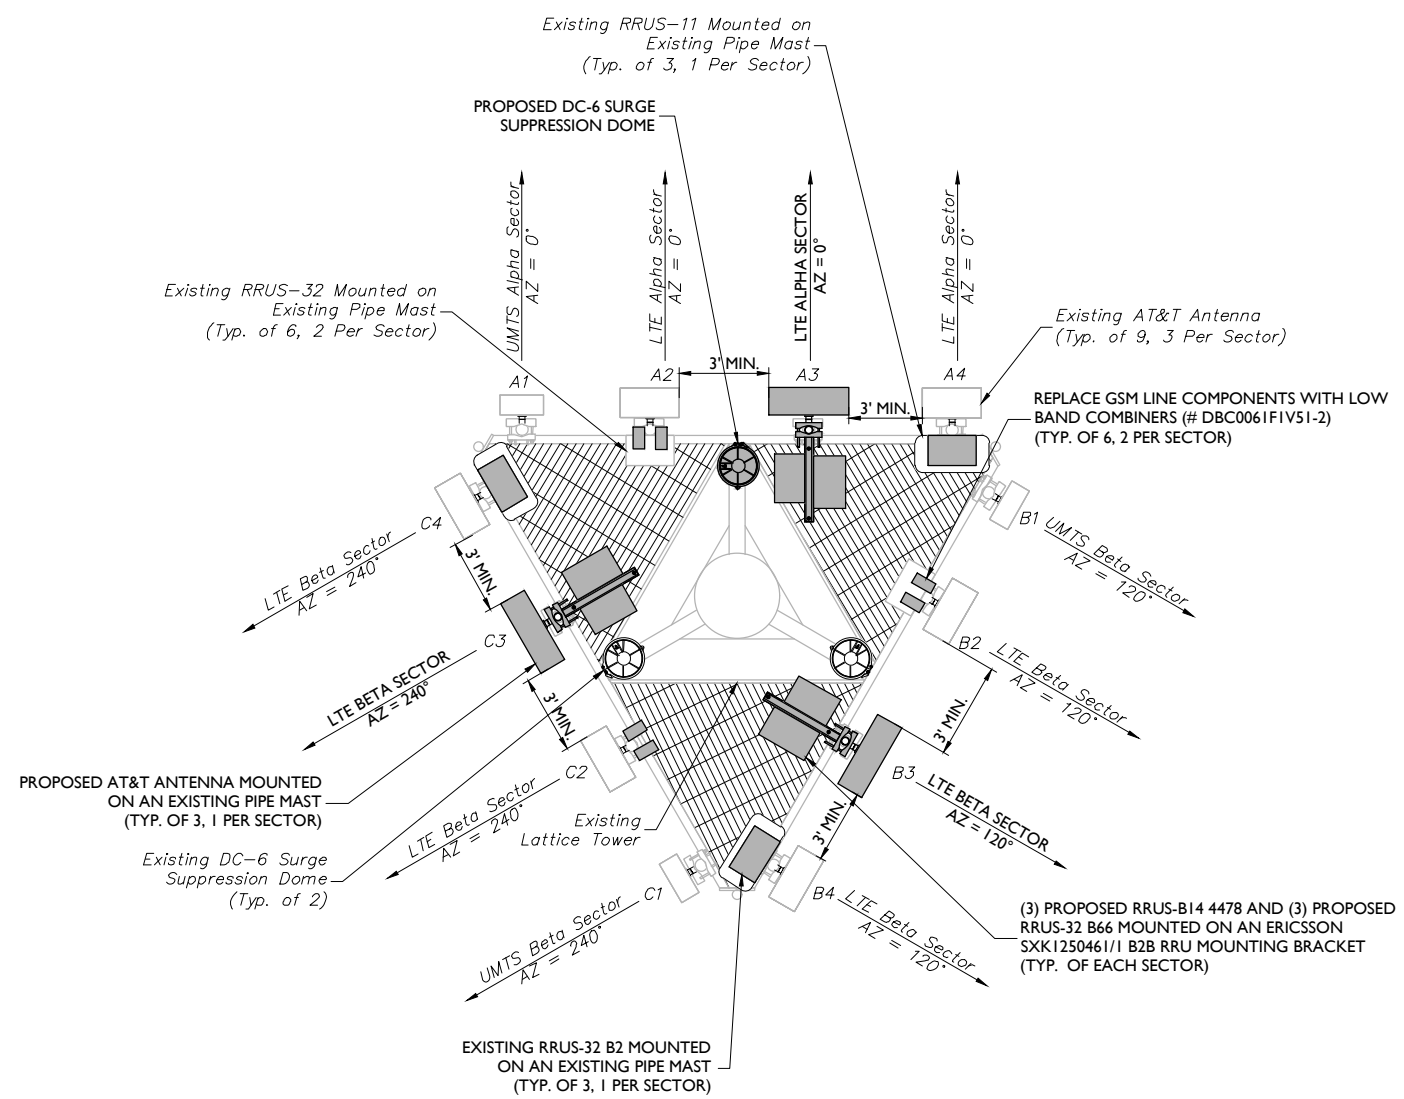 Existing RRUS-11 Mounted on
Existing Pipe Mast
(Typ. of 3, 1 Per Sector)
PROPOSED DC-6 SURGE
SUPPRESSION DOME
UMTS Alpha Sector
AZ = 0°
LTE Alpha Sector
AZ = 0°
LTE ALPHA SECTOR
AZ = 0°
LTE Alpha Sector
AZ = 0°
Existing RRUS-32 Mounted on
Existing Pipe Mast
(Typ. of 6, 2 Per Sector)
Existing AT&T Antenna
(Typ. of 9, 3 Per Sector)
3' MIN.
A1
A2
A3
A4
3' MIN.
REPLACE GSM LINE COMPONENTS WITH LOW
BAND COMBINERS (# DBC0061F1V51-2)
(TYP. OF 6, 2 PER SECTOR)
C4
LTE Beta Sector
AZ = 240°
3' MIN.
B1
UMTS Beta Sector
AZ = 120°
C3
LTE BETA SECTOR
AZ = 240°
3' MIN.
B2
LTE Beta Sector
AZ = 120°
3' MIN.
C2
LTE Beta Sector
AZ = 240°
B3
LTE BETA SECTOR
AZ = 120°
3' MIN.
PROPOSED AT&T ANTENNA MOUNTED
ON AN EXISTING PIPE MAST
(TYP. OF 3, 1 PER SECTOR)
Existing
Lattice Tower
Existing DC-6 Surge
Suppression Dome
(Typ. of 2)
C1
UMTS Beta Sector
AZ = 240°
B4
LTE Beta Sector
AZ = 120°
(3) PROPOSED RRUS-B14 4478 AND (3) PROPOSED
RRUS-32 B66 MOUNTED ON AN ERICSSON
SXK1250461/1 B2B RRU MOUNTING BRACKET
(TYP. OF EACH SECTOR)
EXISTING RRUS-32 B2 MOUNTED
ON AN EXISTING PIPE MAST
(TYP. OF 3, 1 PER SECTOR)